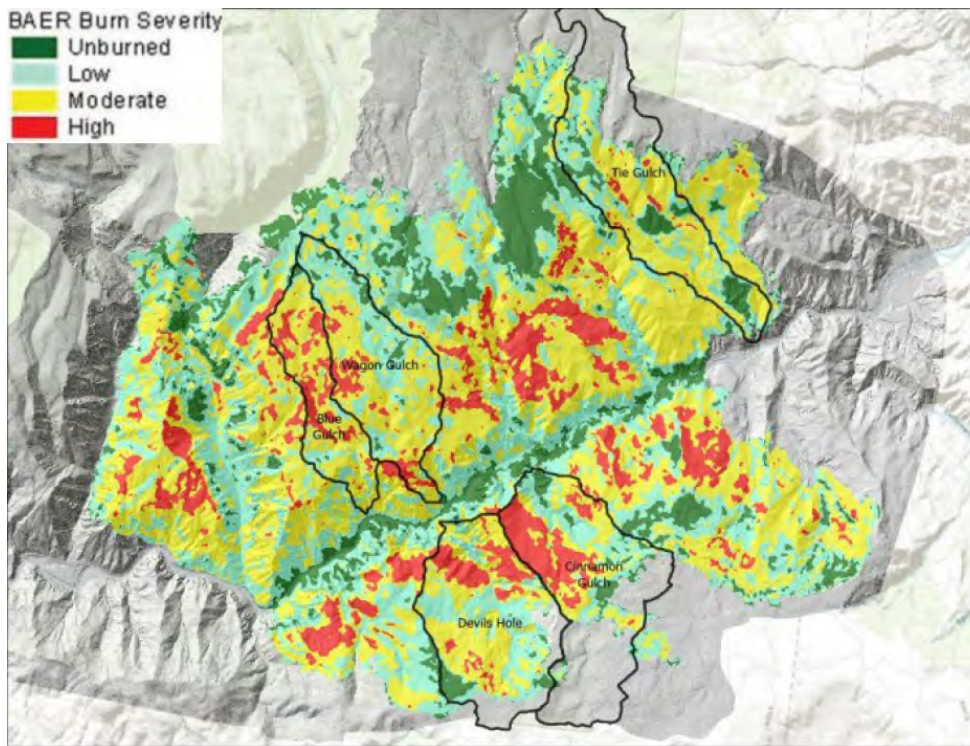 BAER Burn Severity
Unburned
Low
Moderate
High
Tie Gulch
Wagon Gulch
Blue
Gulch
Cinnamon
Gulch
Devils Hole